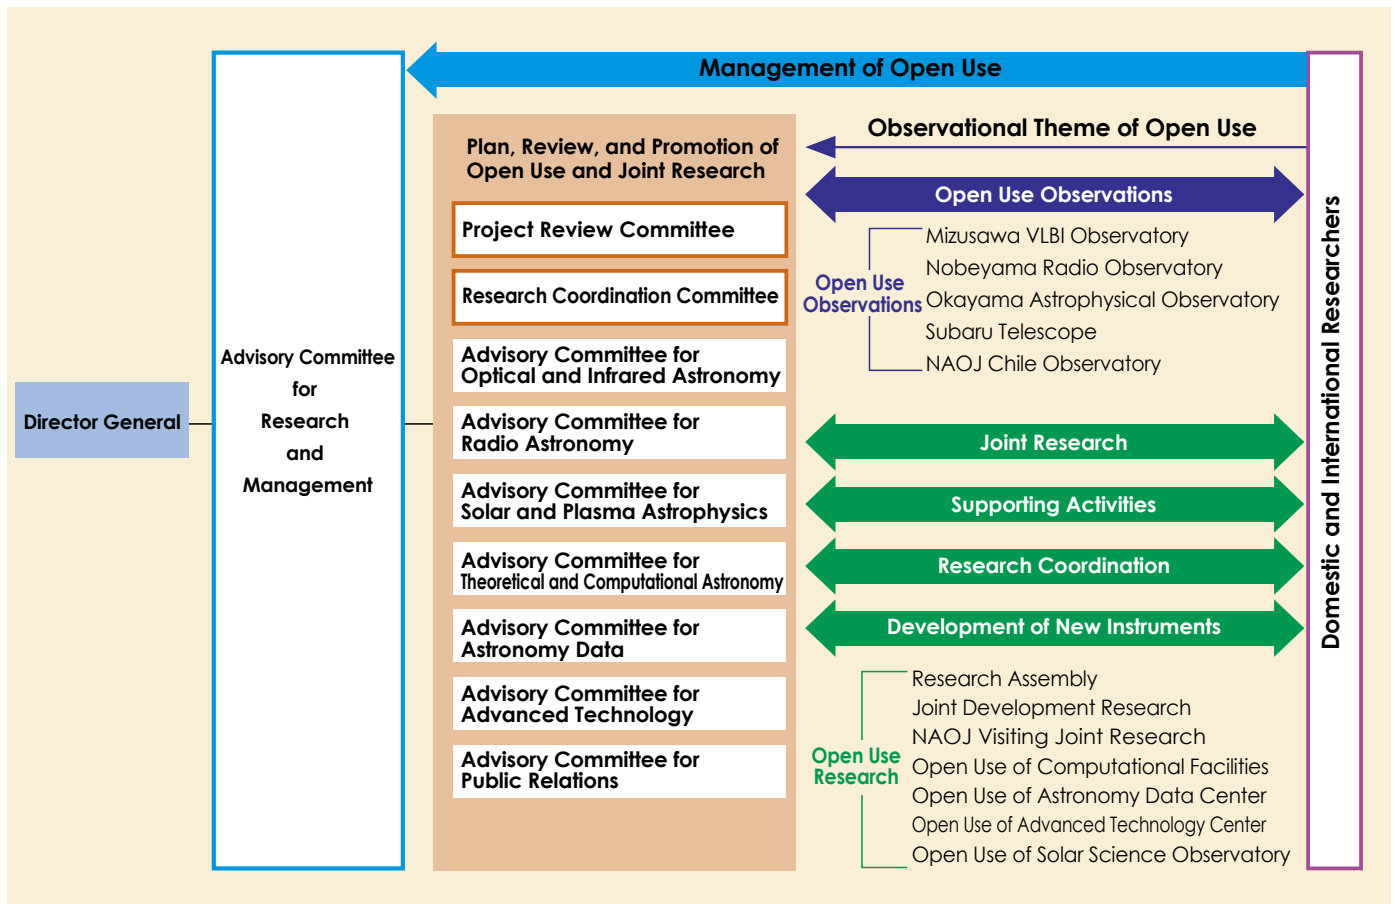 Management of Open Use
Director General
Advisory Committee
for
Research
and
Management
Plan, Review, and Promotion of
Open Use and Joint Research
Project Review Committee
Research Coordination Committee
Advisory Committee for
Optical and Infrared Astronomy
Advisory Committee for
Radio Astronomy
Advisory Committee for
Solar and Plasma Astrophysics
Advisory Committee for
Theoretical and Computational Astronomy
Advisory Committee for
Astronomy Data
Advisory Committee for
Advanced Technology
Advisory Committee for
Public Relations
Observational Theme of Open Use
Open Use Observations
Open Use
Observations
Mizusawa VLBI Observatory
Nobeyama Radio Observatory
Okayama Astrophysical Observatory
Subaru Telescope
NAOJ Chile Observatory
Joint Research
Supporting Activities
Research Coordination
Development of New Instruments
Open Use
Research
Research Assembly
Joint Development Research
NAOJ Visiting Joint Research
Open Use of Computational Facilities
Open Use of Astronomy Data Center
Open Use of Advanced Technology Center
Open Use of Solar Science Observatory
Domestic and International Researchers